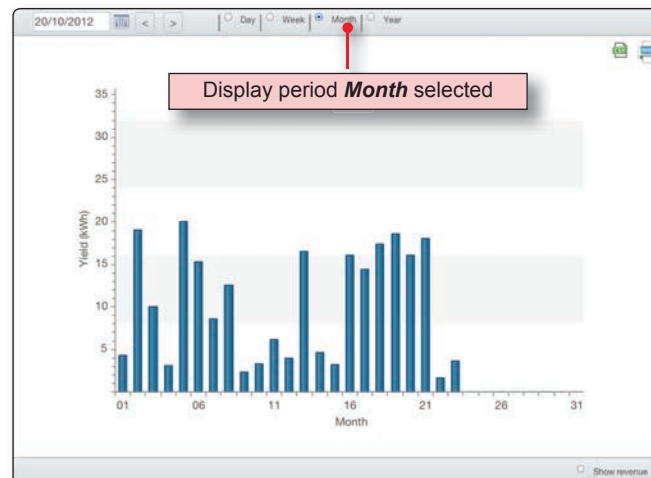 20/10/2012 < > Day Week Month Year
CSV
Display period Month selected
35
30
25
20
15
10
5
Yield (kWh)
01 06 11 16 21 26 31
Month
Show revenue